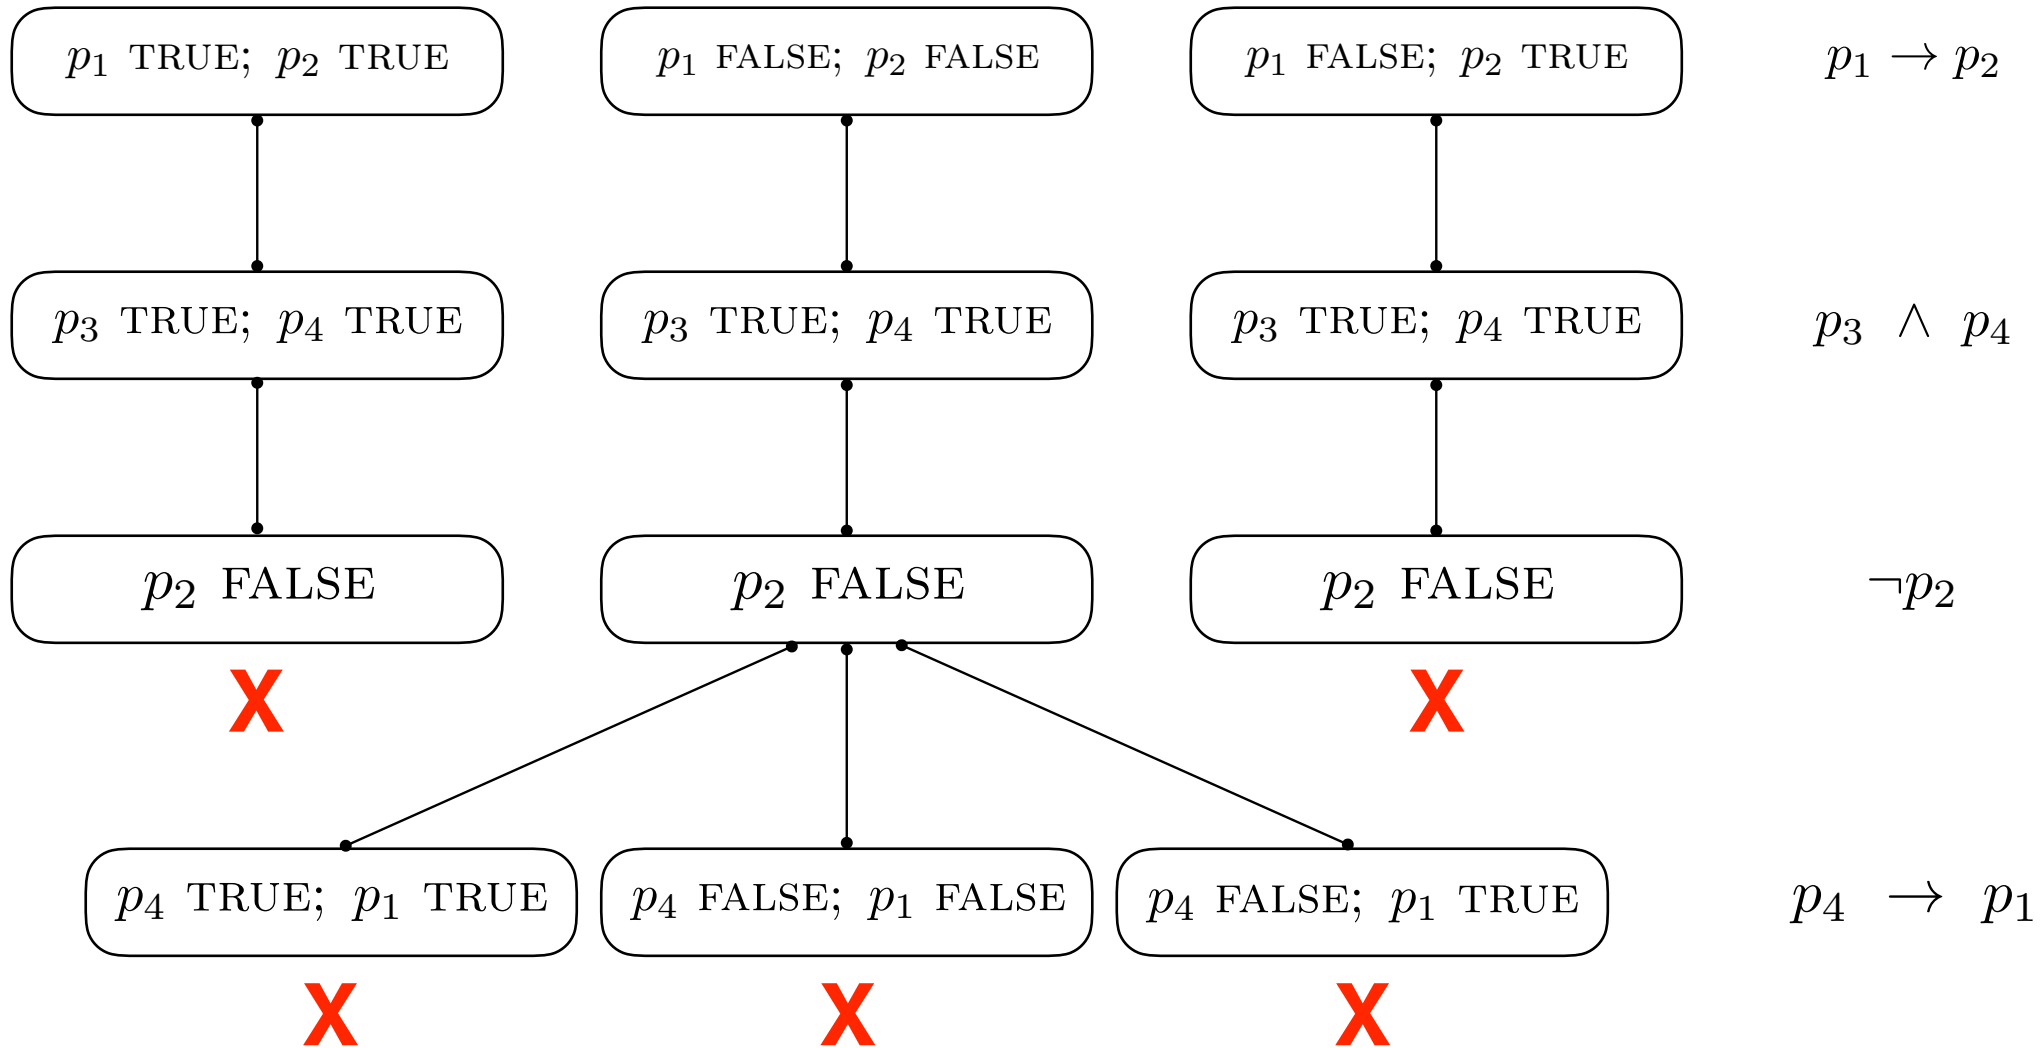 p₁ TRUE; p₂ TRUE p₁ FALSE; p₂ FALSE p₁ FALSE; p₂ TRUE p₁ → p₂
p₃ TRUE; p₄ TRUE p₃ TRUE; p₄ TRUE p₃ TRUE; p₄ TRUE p₃ ∧ p₄
p₂ FALSE p₂ FALSE p₂ FALSE ¬p₂
X X
p₄ TRUE; p₁ TRUE p₄ FALSE; p₁ FALSE p₄ FALSE; p₁ TRUE p₄ → p₁
X X X